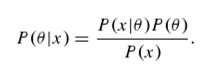 P(θ|x) = P(x|θ)P(θ) / P(x).